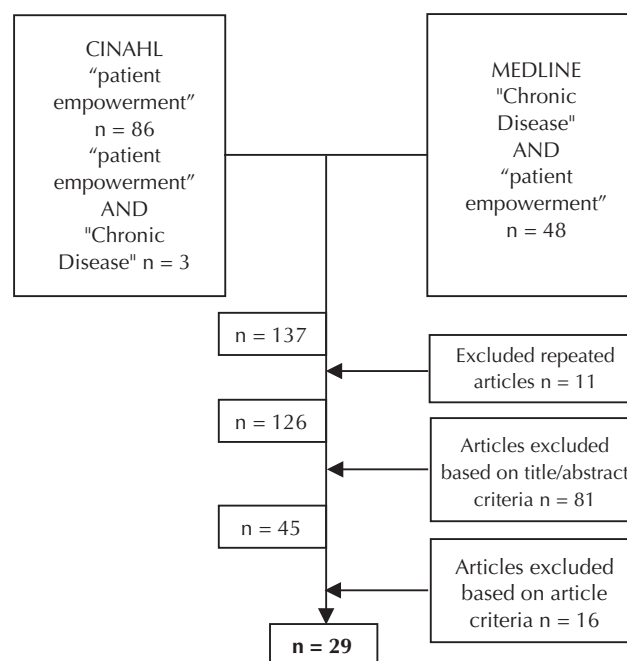 CINAHL
“patient
empowerment”
n = 86
“patient
empowerment”
AND
"Chronic
Disease" n = 3
MEDLINE
"Chronic
Disease"
AND
“patient
empowerment”
n = 48
n = 137
Excluded repeated
articles n = 11
n = 126
Articles excluded
based on title/abstract
criteria n = 81
n = 45
Articles excluded
based on article
criteria n = 16
n = 29